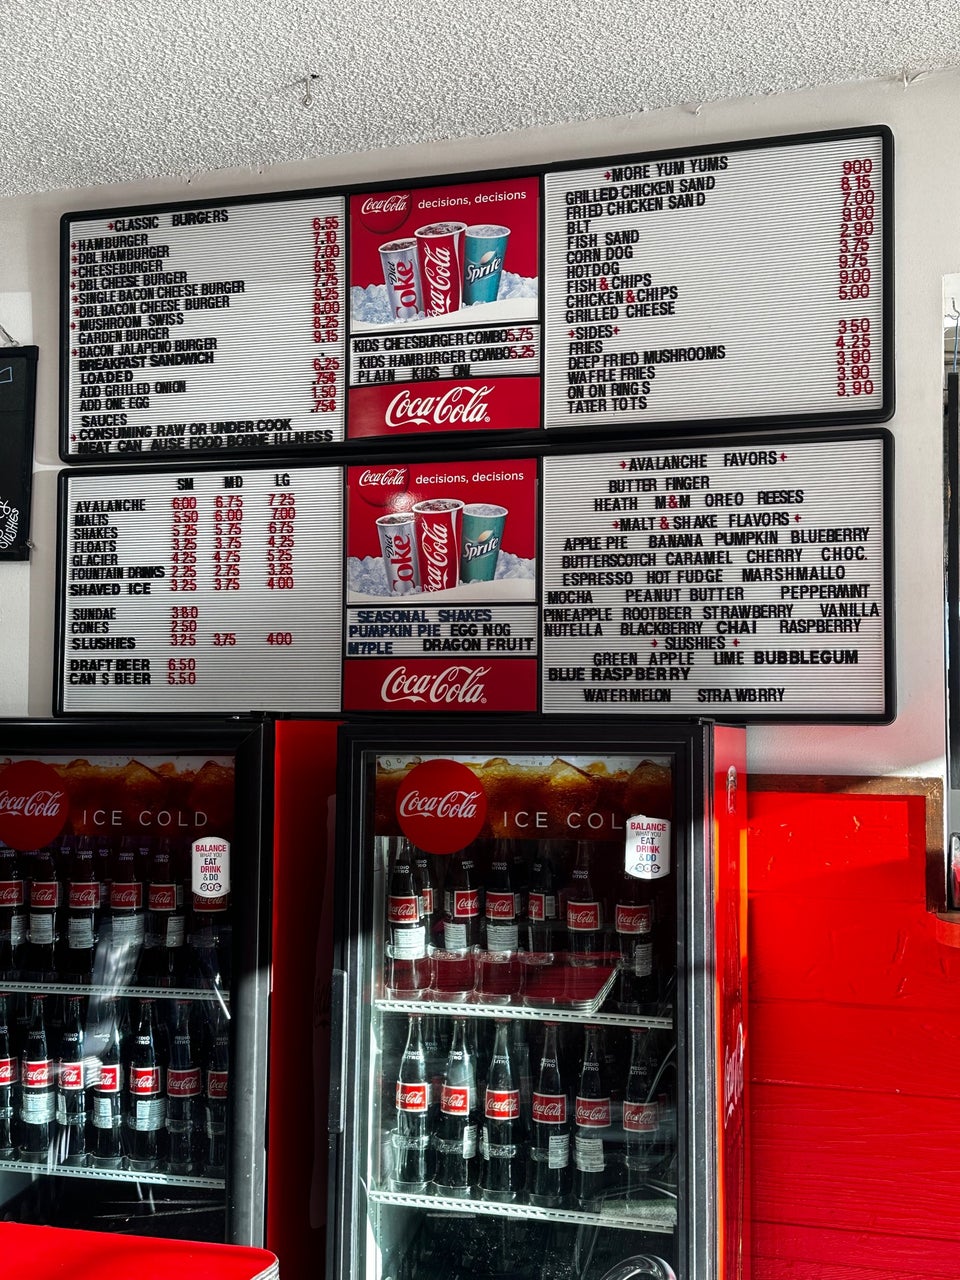 +CLASSIC BURGERS
+HAMBURGER 6.55
+DBL HAMBURGER 7.10
+CHEESEBURGER 7.00
+DBL CHEESE BURGER 8.15
+SINGLE BACON CHEESE BURGER 7.75
+DBL BACON CHEESE BURGER 9.25
+MUSHROOM SWISS 8.00
GARDEN BURGER 8.25
+BACON JALAPENO BURGER 9.15
BREAKFAST SANDWICH
LOADED 6.25
ADD GRILLED ONION .75¢
ADD ONE EGG 1.50
SAUCES .75¢
+CONSUMING RAW OR UNDER COOK
MEAT CAN AUSE FOOD BORNE ILLNESS
Coca-Cola decisions, decisions
Diet Coke
Coca-Cola
Sprite
KIDS CHEESBURGER COMBO 5.75
KIDS HAMBURGER COMBO 5.25
PLAIN KIDS ON
Coca-Cola
+MORE YUM YUMS
GRILLED CHICKEN SAND 900
FRIED CHICKEN SAN D 8.15
BLT 7.00
FISH SAND 9.00
CORN DOG 2.90
HOTDOG 3.75
FISH & CHIPS 9.75
CHICKEN & CHIPS 9.00
GRILLED CHEESE 5.00
+SIDES+
FRIES 3 50
DEEP FRIED MUSHROOMS 4.25
WAFFLE FRIES 3.90
ON ON RING S 3.90
TATER TO TS 3.90
SM MD LG
AVALANCHE 6.00 6.75 7 25
MALTS 5.50 6.00 7.00
SHAKES 5.25 5.75 6.75
FLOATS 3.25 3.75 4.25
GLACIER 4.25 4.75 5.25
FOUNTAIN DRINKS 2.25 2.75 3.25
SHAVED ICE 3.25 3.75 4 00
SUNDAE 3.80
CONES 2.50
SLUSHIES 3 25 3.75 4.00
DRAFT BEER 6.50
CAN S BEER 5.50
Coca-Cola decisions, decisions
Diet Coke
Coca-Cola
Sprite
SEASONAL SHAKES
PUMPKIN PIE EGG NOG
M7PLE DRAGON FRUIT
Coca-Cola
+AVALANCHE FAVORS+
BUTTER FINGER
HEATH M&M OREO REESES
+MALT & SHAKE FLAVORS +
APPLE PIE BANANA PUMPKIN BLUEBERRY
BUTTERSCOTCH CARAMEL CHERRY CHOC.
ESPRESSO HOT FUDGE MARSHMALLO
MOCHA PEANUT BUTTER PEPPERMINT
PINEAPPLE ROOTBEER STRAWBERRY VANILLA
NUTELLA BLACKBERRY CHAI RASPBERRY
+ SLUSHIES +
GREEN APPLE LIME BUBBLEGUM
BLUE RASPBERRY
WATERMELON STRAWBRRY
Coca-Cola ICE COLD
BALANCE
WHAT YOU
EAT
DRINK
& DO
Coca-Cola ICE COL
BALANCE
WHAT YOU
EAT
DRINK
& DO